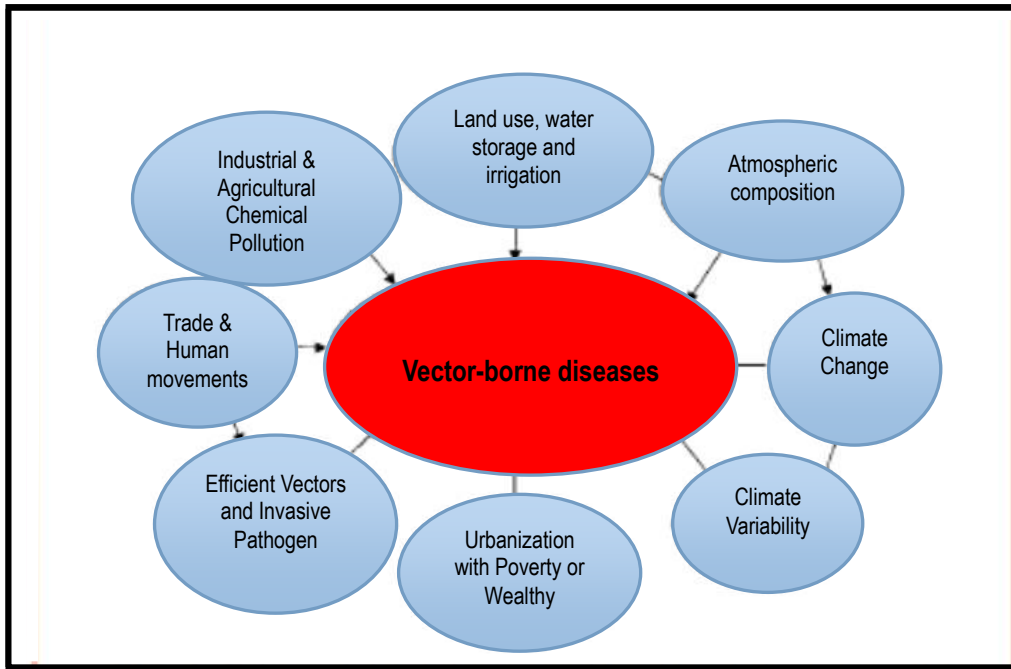 Land use, water
storage and
irrigation
Industrial &
Agricultural
Chemical
Pollution
Atmospheric
composition
Trade &
Human
movements
Vector-borne diseases
Climate
Change
Efficient Vectors
and Invasive
Pathogen
Climate
Variability
Urbanization
with Poverty or
Wealthy